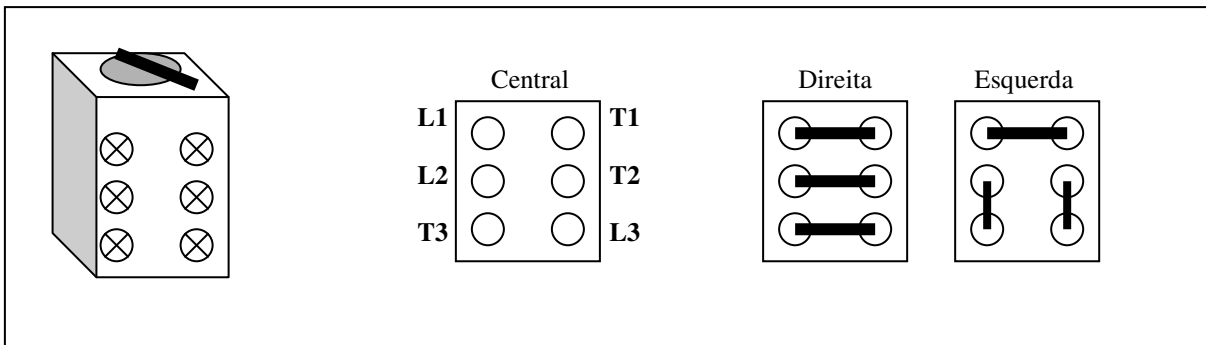 Central Direita Esquerda
L1 T1
L2 T2
T3 L3